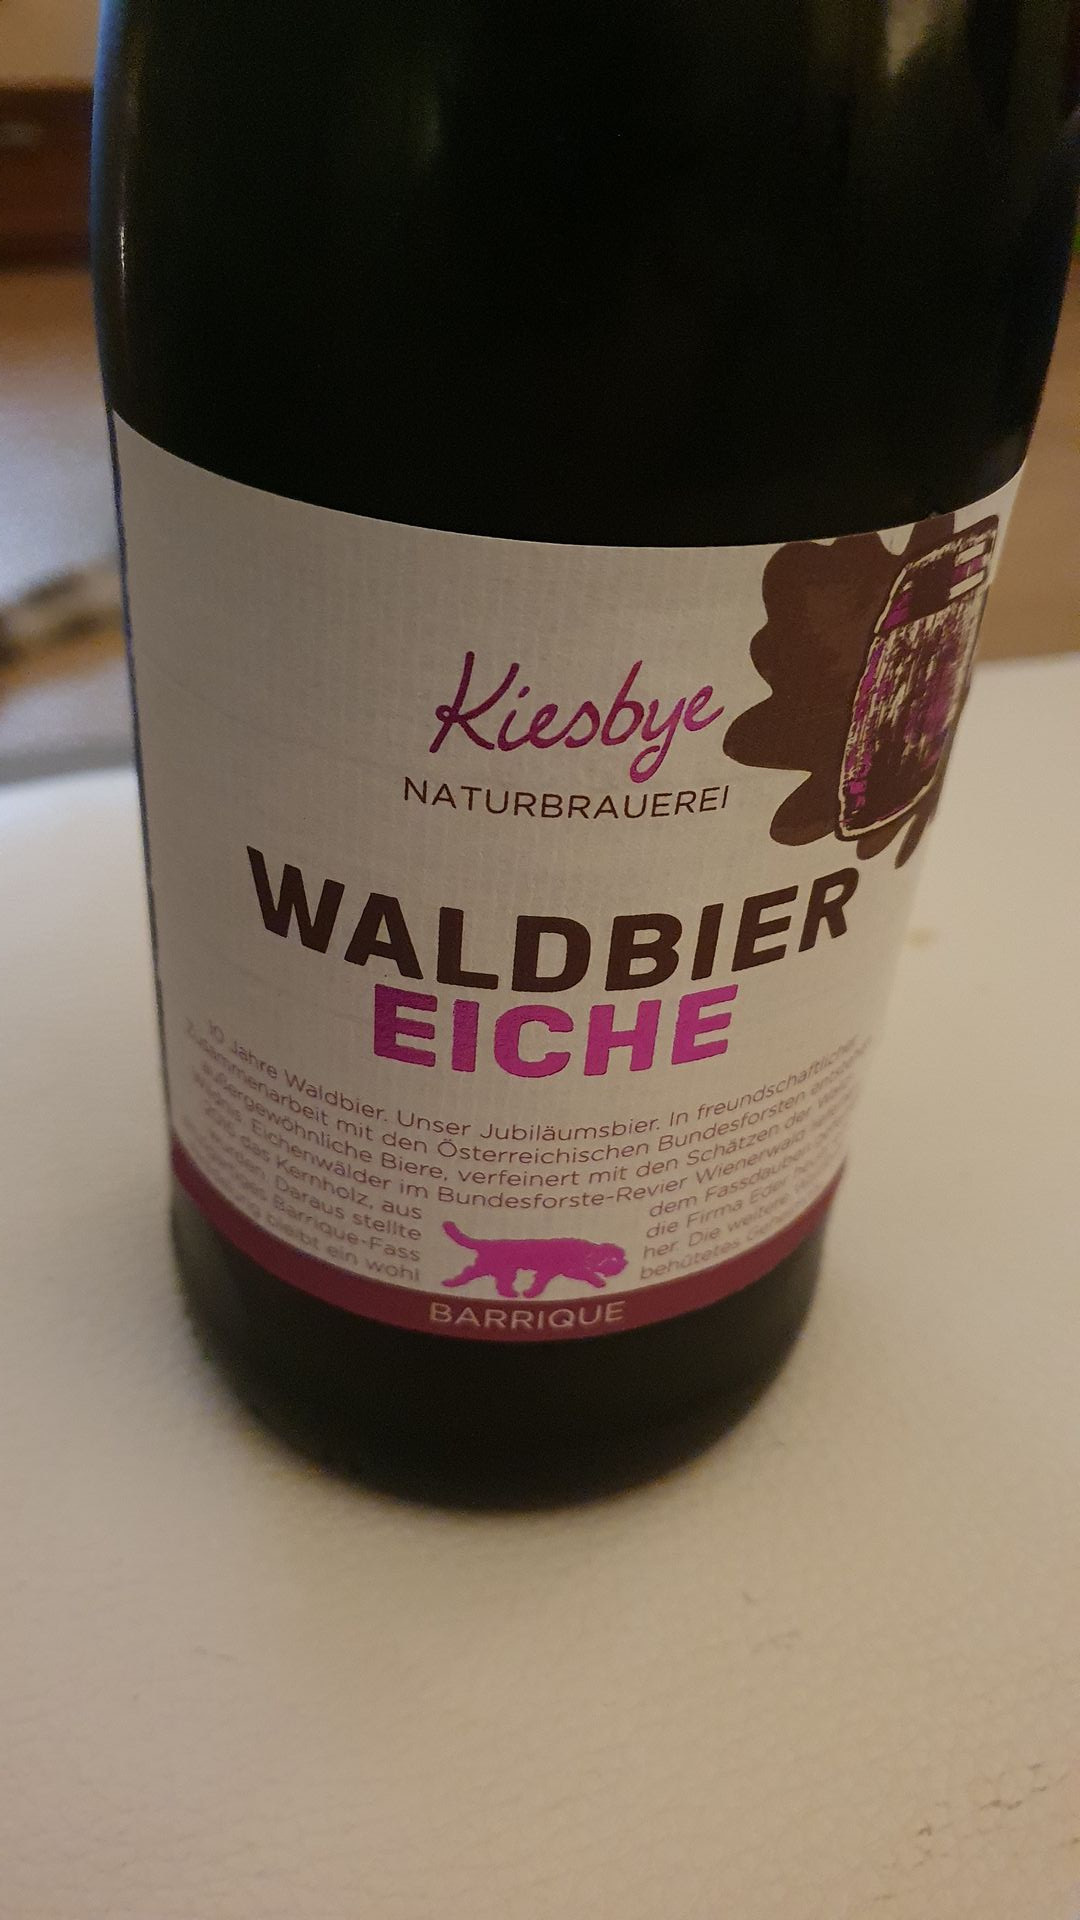 Kiesbye
NATURBRAUEREI
WALDBIER
EICHE
10 Jahre Waldbier. Unser Jubiläumsbier. In freundschaftlicher
Zusammenarbeit mit den Österreichischen Bundesforsten
außergewöhnliche Biere, verfeinert mit den Schätzen der
Eichenwälder im Bundesforste-Revier Wienerwald
das Kernholz, aus dem Fassdauben
wurden. Daraus stellte die Firma Eder
Barrique-Fass her. Die weitere
bleibt ein wohl behütetes
BARRIQUE